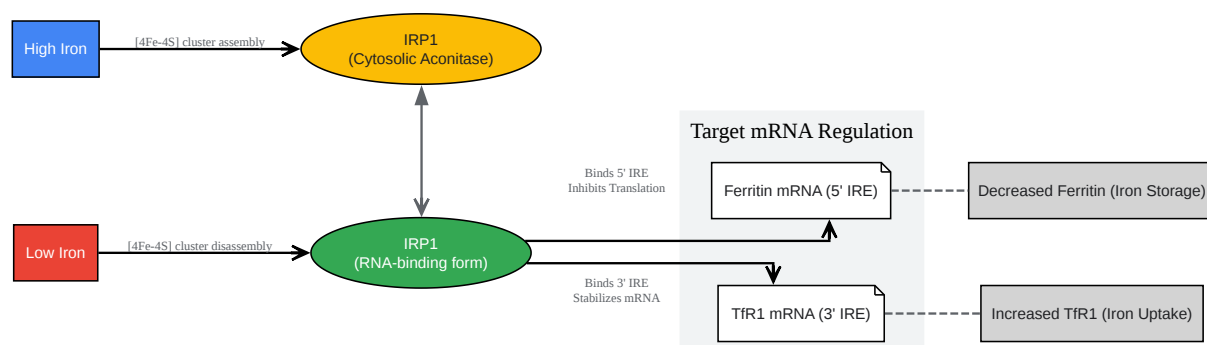 High Iron
[4Fe-4S] cluster assembly
IRP1
(Cytosolic Aconitase)
Target mRNA Regulation
Binds 5' IRE
Inhibits Translation
Ferritin mRNA (5' IRE)
Decreased Ferritin (Iron Storage)
Low Iron
[4Fe-4S] cluster disassembly
IRP1
(RNA-binding form)
Binds 3' IRE
Stabilizes mRNA
TfR1 mRNA (3' IRE)
Increased TfR1 (Iron Uptake)